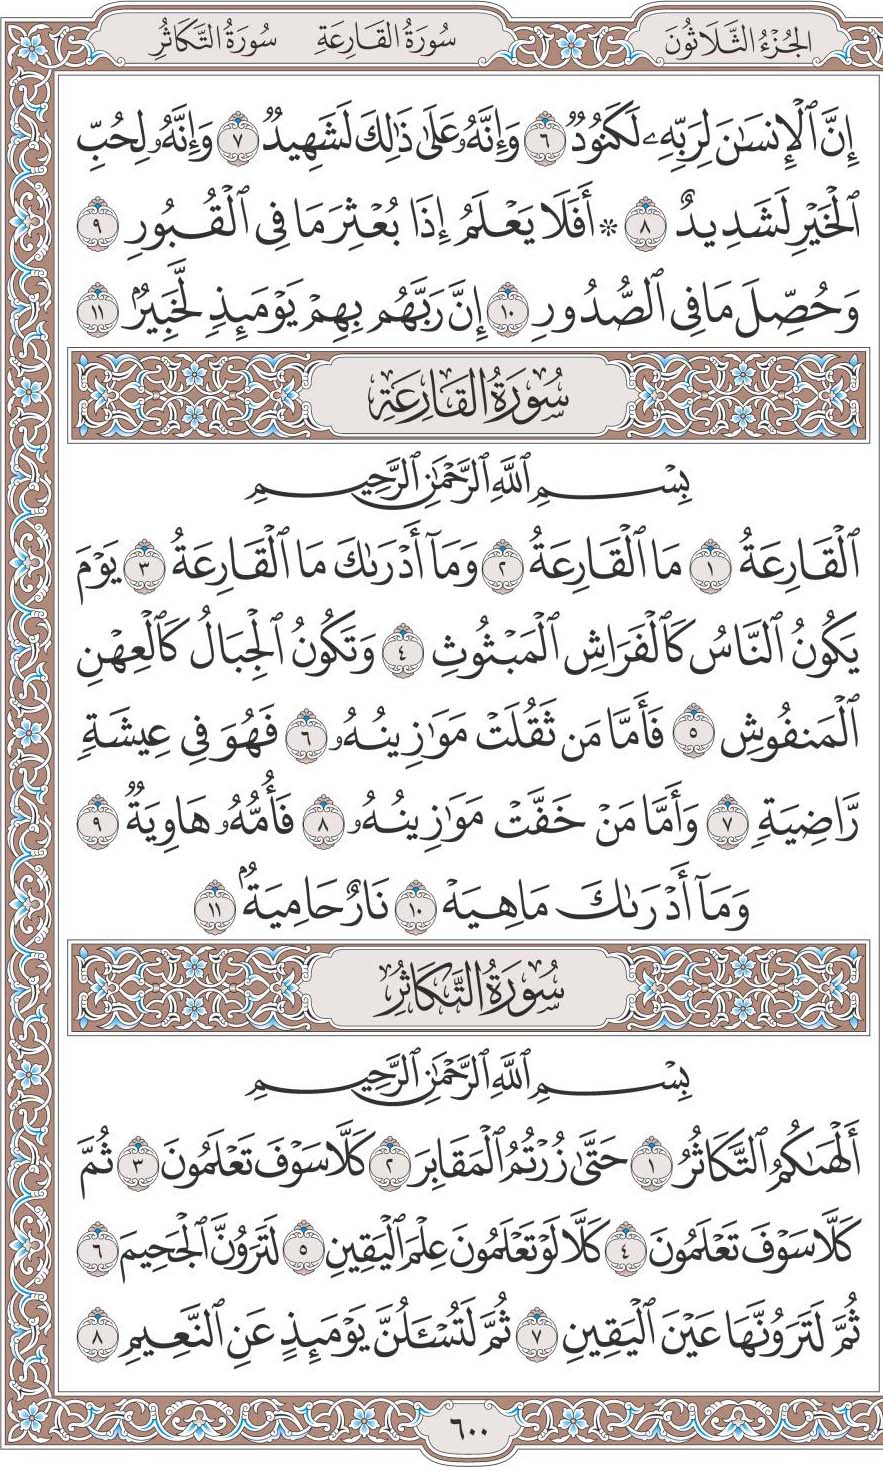 الجُزْءُ الثَّلَاثُونَ سُورَةُ القَارِعَةِ سُورَةُ التَّكَاثُرِ
إِنَّ ٱلْإِنسَٰنَ لِرَبِّهِۦ لَكَنُودٌ ٦ وَإِنَّهُۥ عَلَىٰ ذَٰلِكَ لَشَهِيدٌ ٧ وَإِنَّهُۥ لِحُبِّ
ٱلْخَيْرِ لَشَدِيدٌ ٨ * أَفَلَا يَعْلَمُ إِذَا بُعْثِرَ مَا فِى ٱلْقُبُورِ ٩
وَحُصِّلَ مَا فِى ٱلصُّدُورِ ١٠ إِنَّ رَبَّهُم بِهِمْ يَوْمَئِذٍ لَّخَبِيرٌۢ ١١
سُورَةُ القَارِعَةِ
بِسْمِ ٱللَّهِ ٱلرَّحْمَٰنِ ٱلرَّحِيمِ
ٱلْقَارِعَةُ ١ مَا ٱلْقَارِعَةُ ٢ وَمَآ أَدْرَىٰكَ مَا ٱلْقَارِعَةُ ٣ يَوْمَ
يَكُونُ ٱلنَّاسُ كَٱلْفَرَاشِ ٱلْمَبْثُوثِ ٤ وَتَكُونُ ٱلْجِبَالُ كَٱلْعِهْنِ
ٱلْمَنفُوشِ ٥ فَأَمَّا مَن ثَقُلَتْ مَوَٰزِينُهُۥ ٦ فَهُوَ فِى عِيشَةٍ
رَّاضِيَةٍ ٧ وَأَمَّا مَنْ خَفَّتْ مَوَٰزِينُهُۥ ٨ فَأُمُّهُۥ هَاوِيَةٌ ٩
وَمَآ أَدْرَىٰكَ مَا هِيَهْ ١٠ نَارٌ حَامِيَةٌۢ ١١
سُورَةُ التَّكَاثُرِ
بِسْمِ ٱللَّهِ ٱلرَّحْمَٰنِ ٱلرَّحِيمِ
أَلْهَىٰكُمُ ٱلتَّكَاثُرُ ١ حَتَّىٰ زُرْتُمُ ٱلْمَقَابِرَ ٢ كَلَّا سَوْفَ تَعْلَمُونَ ٣ ثُمَّ
كَلَّا سَوْفَ تَعْلَمُونَ ٤ كَلَّا لَوْ تَعْلَمُونَ عِلْمَ ٱلْيَقِينِ ٥ لَتَرَوُنَّ ٱلْجَحِيمَ ٦
ثُمَّ لَتَرَوُنَّهَا عَيْنَ ٱلْيَقِينِ ٧ ثُمَّ لَتُسْـَٔلُنَّ يَوْمَئِذٍ عَنِ ٱلنَّعِيمِ ٨
٦٠٠